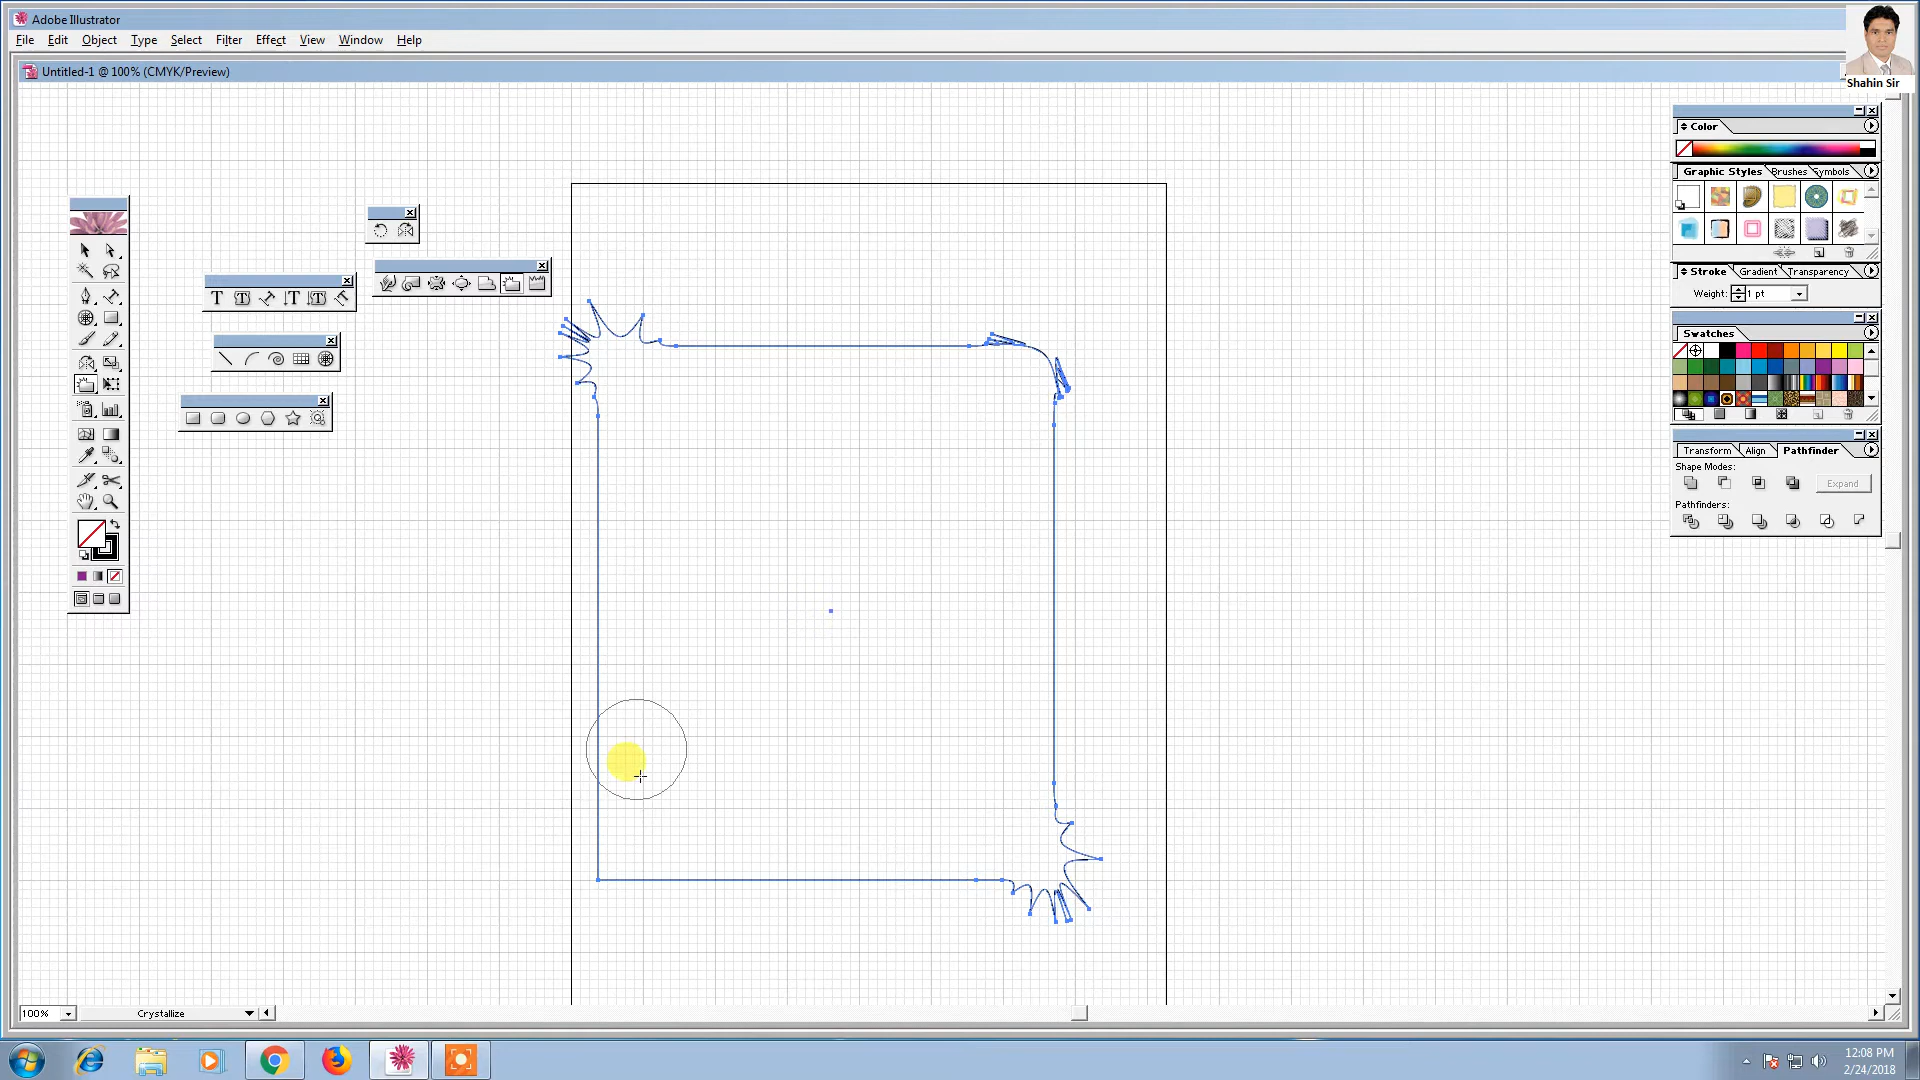 Adobe Illustrator
File Edit Object Type Select Filter Effect View Window Help
Shahin Sir
Untitled-1 @ 100% (CMYK/Preview)
Color
Graphic Styles Brushes Symbols
Stroke Gradient Transparency
Weight: 1 pt
Swatches
Transform Align Pathfinder
Shape Modes:
Expand
Pathfinders:
100% Crystallize
12:08 PM
2/24/2018